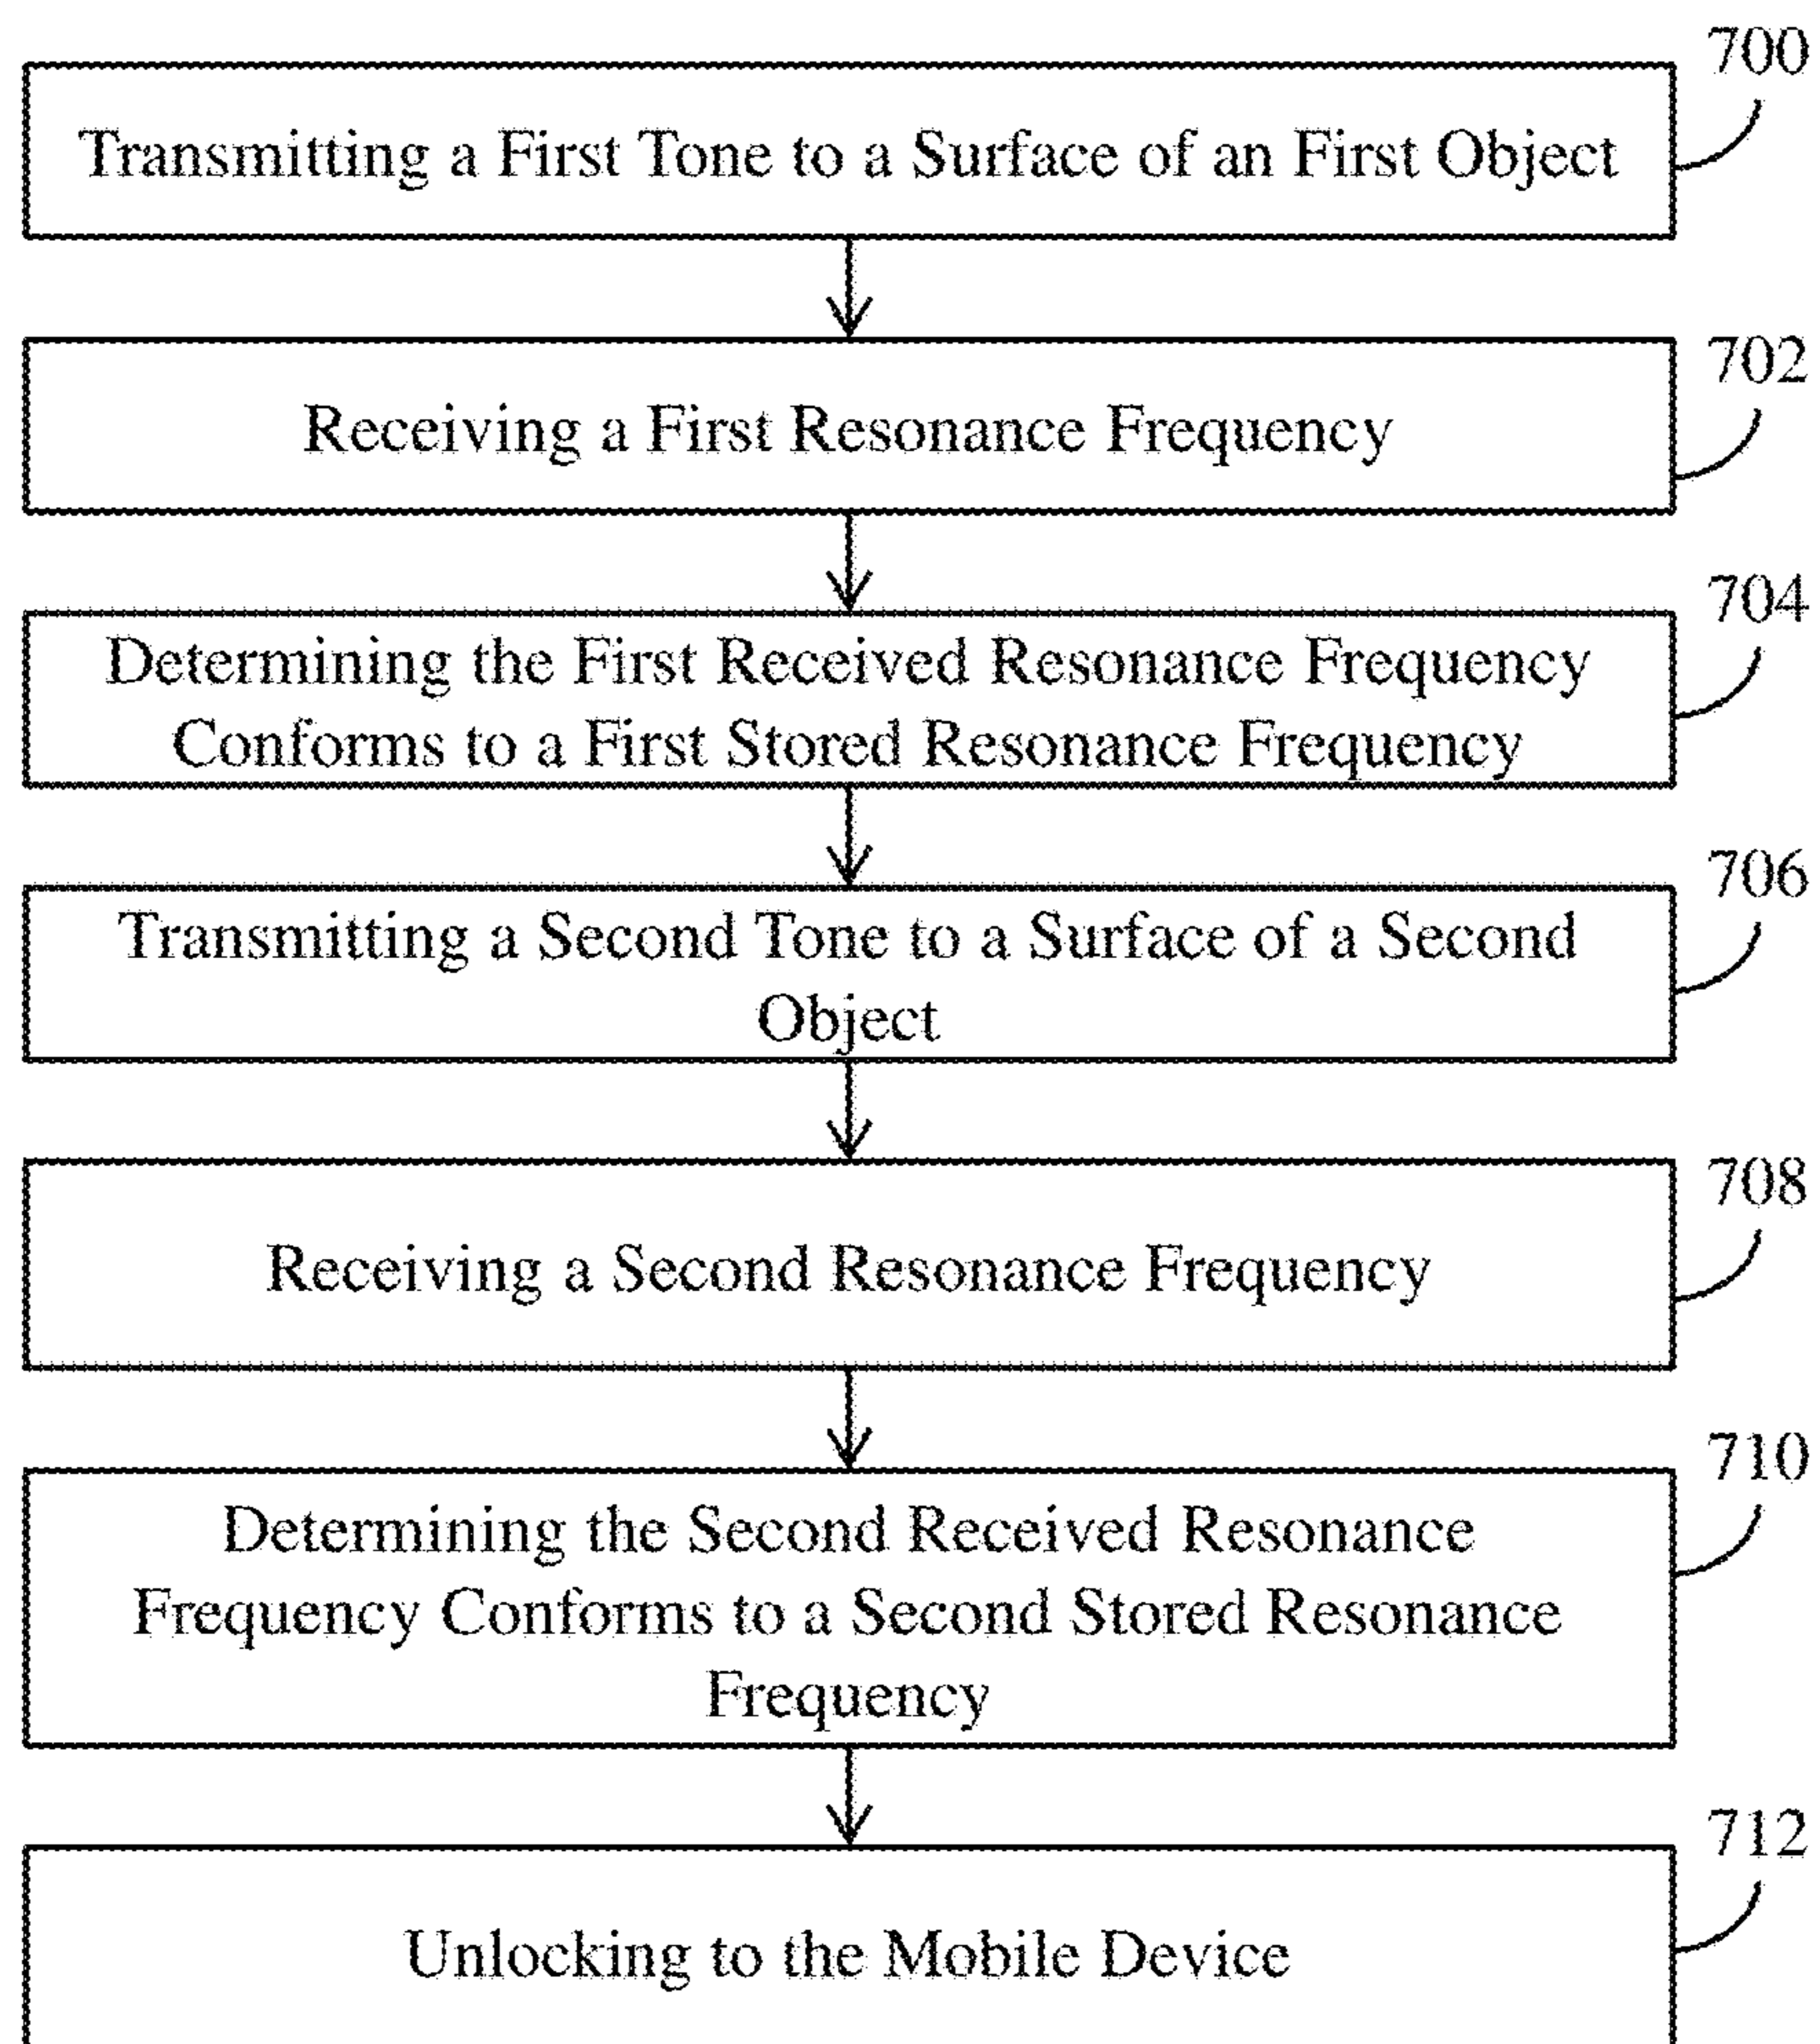 700
Transmitting a First Tone to a Surface of an First Object
702
Receiving a First Resonance Frequency
704
Determining the First Received Resonance Frequency
Conforms to a First Stored Resonance Frequency
706
Transmitting a Second Tone to a Surface of a Second
Object
708
Receiving a Second Resonance Frequency
710
Determining the Second Received Resonance
Frequency Conforms to a Second Stored Resonance
Frequency
712
Unlocking to the Mobile Device